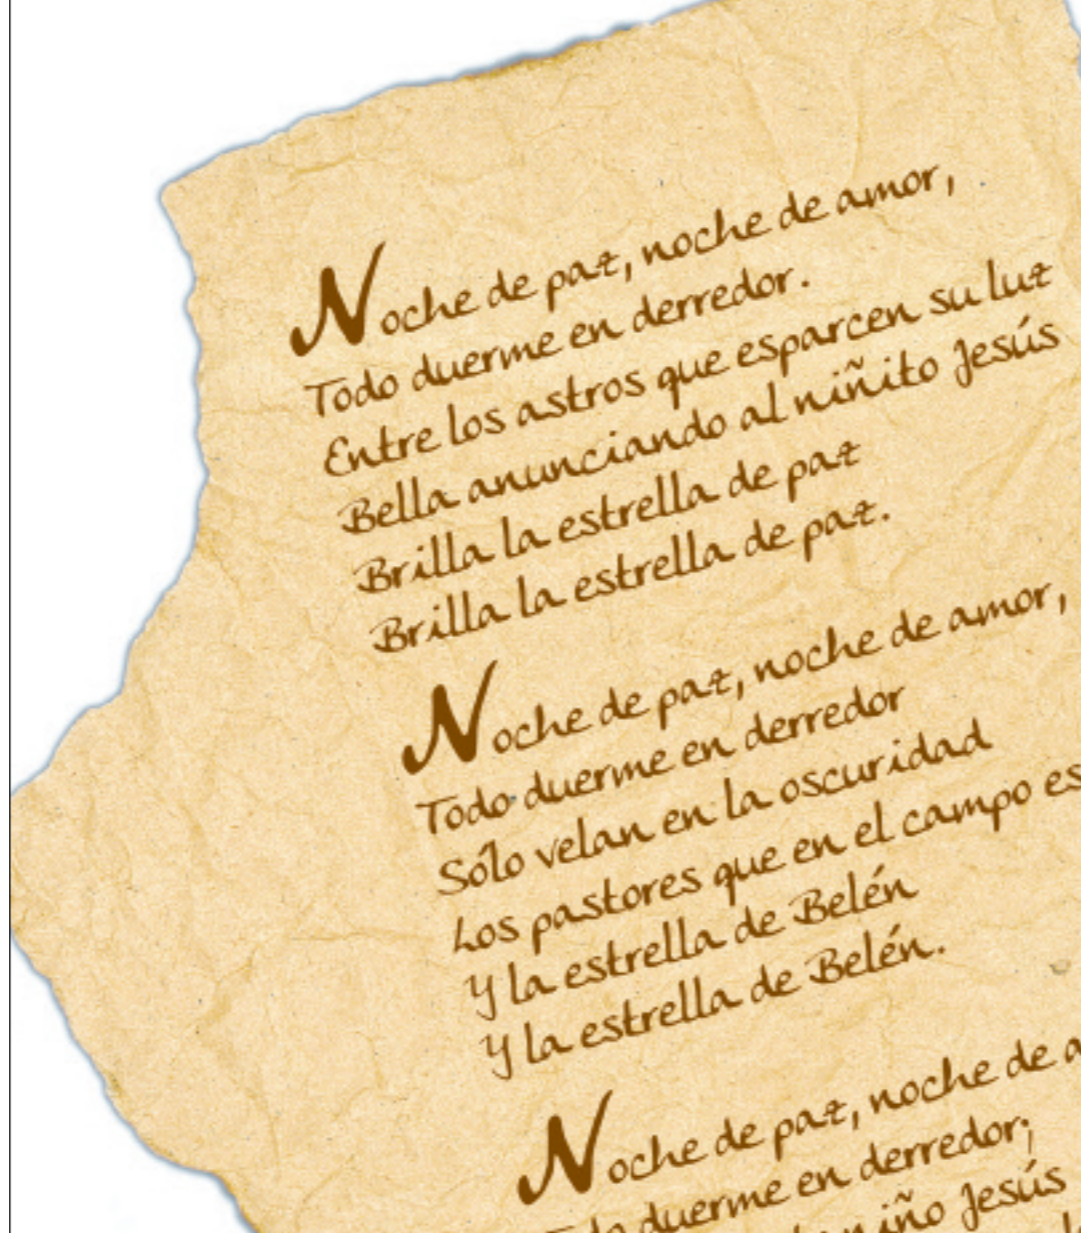 Noche de paz, noche de amor,
Todo duerme en derredor.
Entre los astros que esparcen su luz
Bella anunciando al niñito Jesús
Brilla la estrella de paz
Brilla la estrella de paz.
Noche de paz, noche de amor,
Todo duerme en derredor
Sólo velan en la oscuridad
Los pastores que en el campo
Y la estrella de Belén
Y la estrella de Belén.
Noche de paz, noche de
duerme en derredor;
niño Jesús